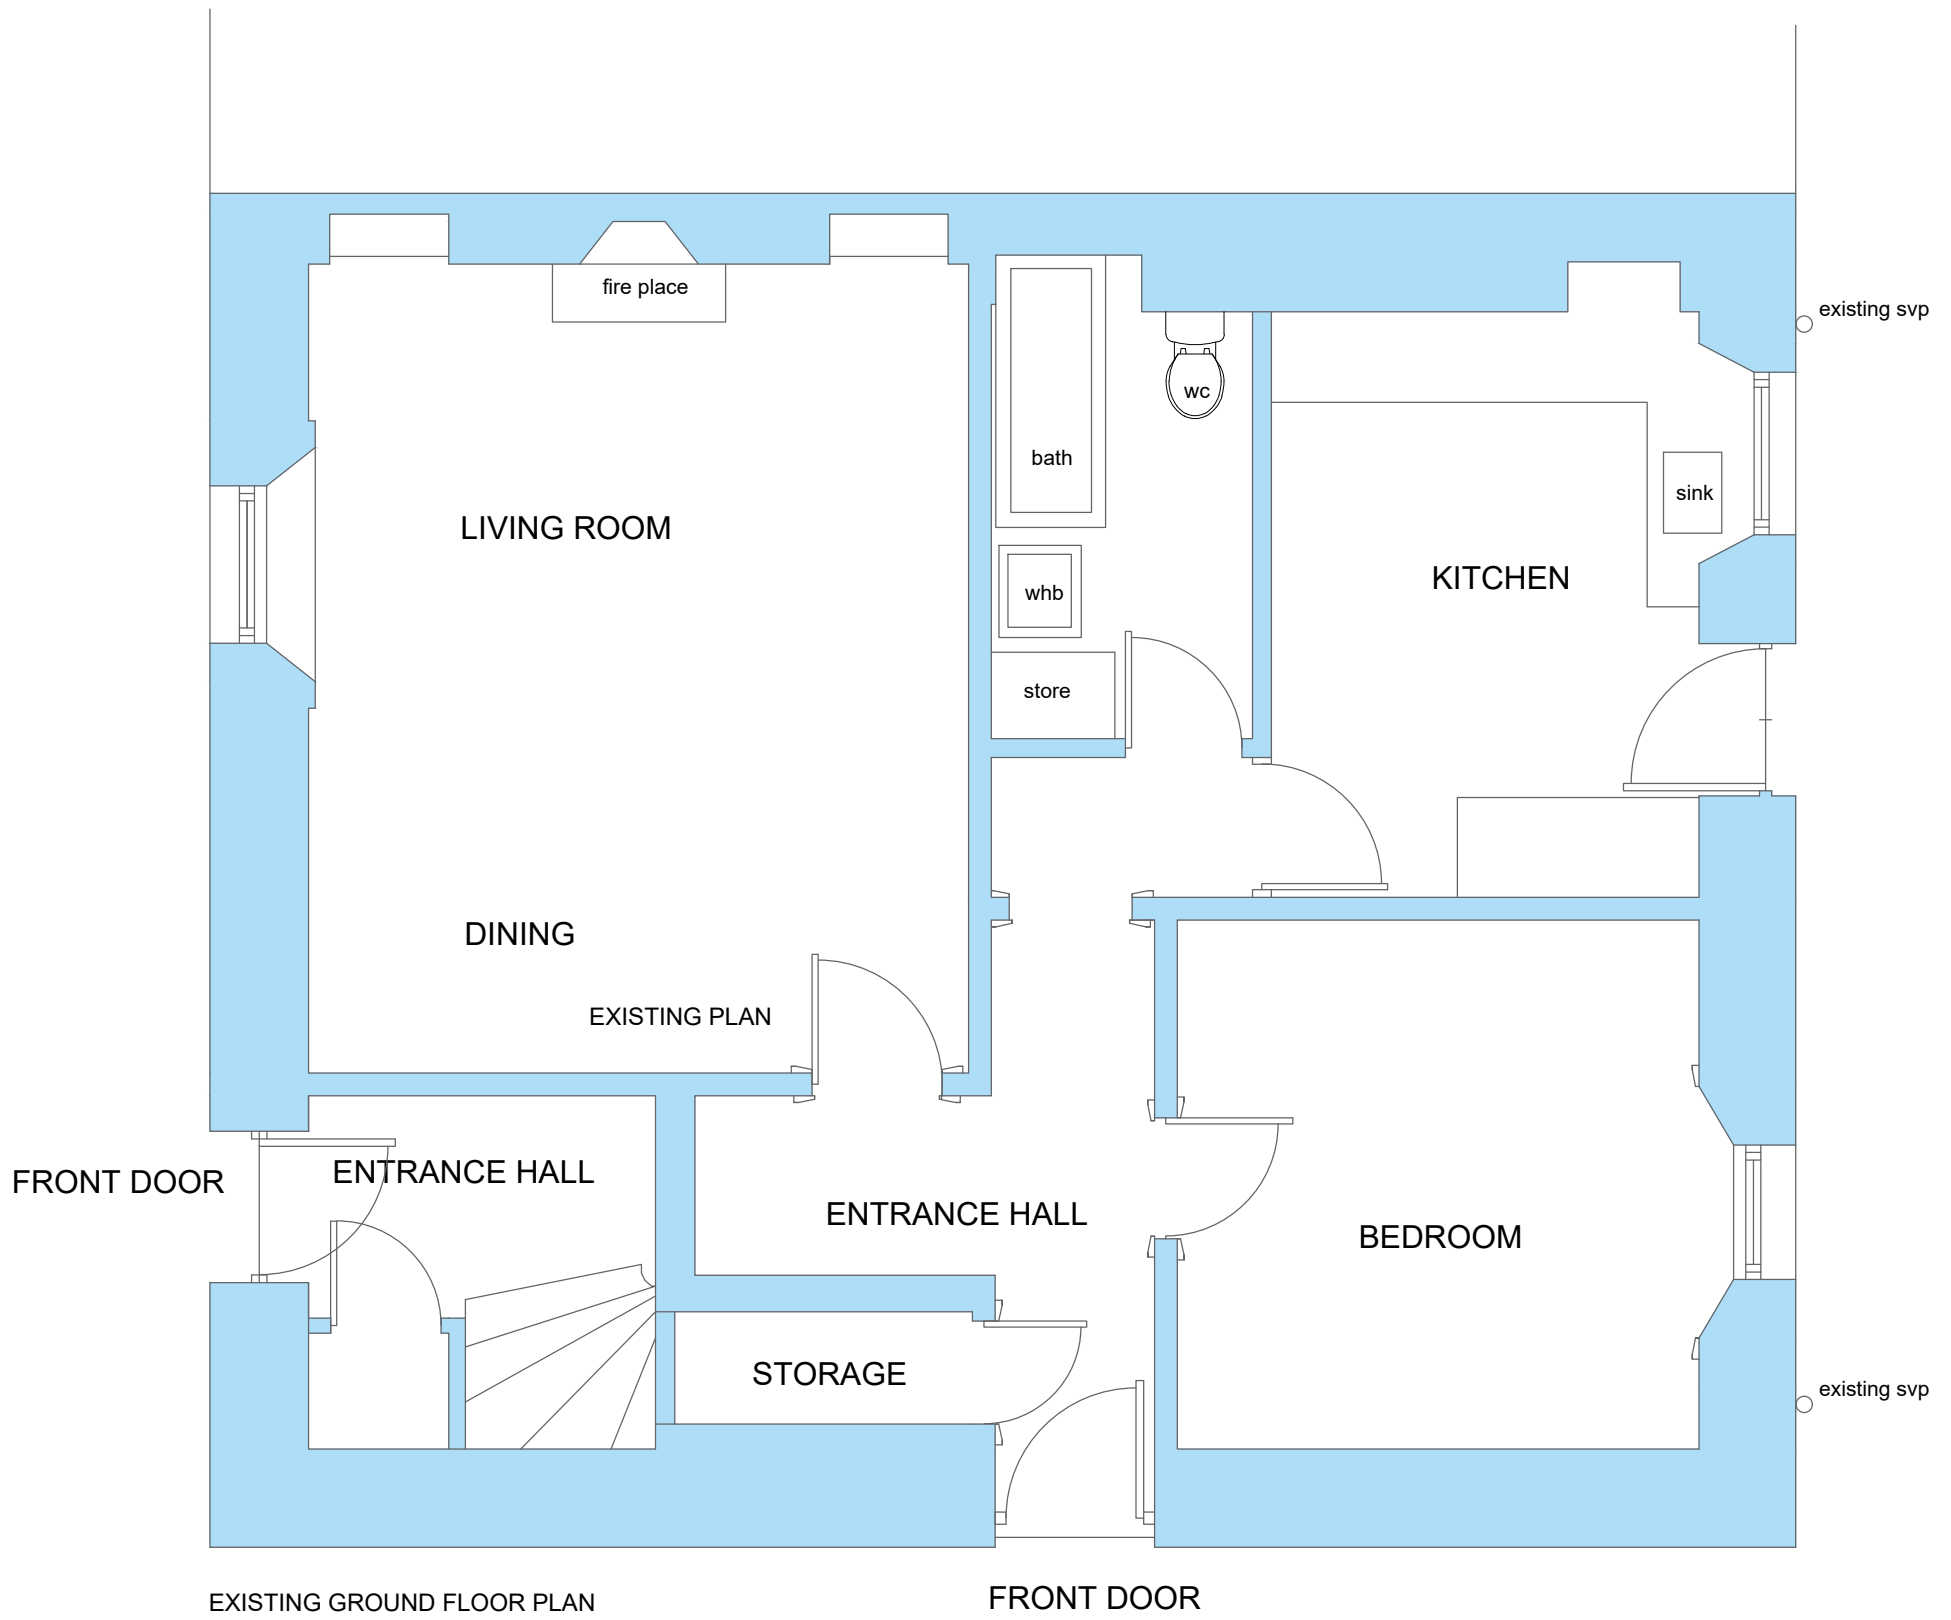 fire place
existing svp
wc
bath
sink
LIVING ROOM
KITCHEN
whb
store
DINING
EXISTING PLAN
FRONT DOOR
ENTRANCE HALL
ENTRANCE HALL
BEDROOM
STORAGE
existing svp
EXISTING GROUND FLOOR PLAN
FRONT DOOR